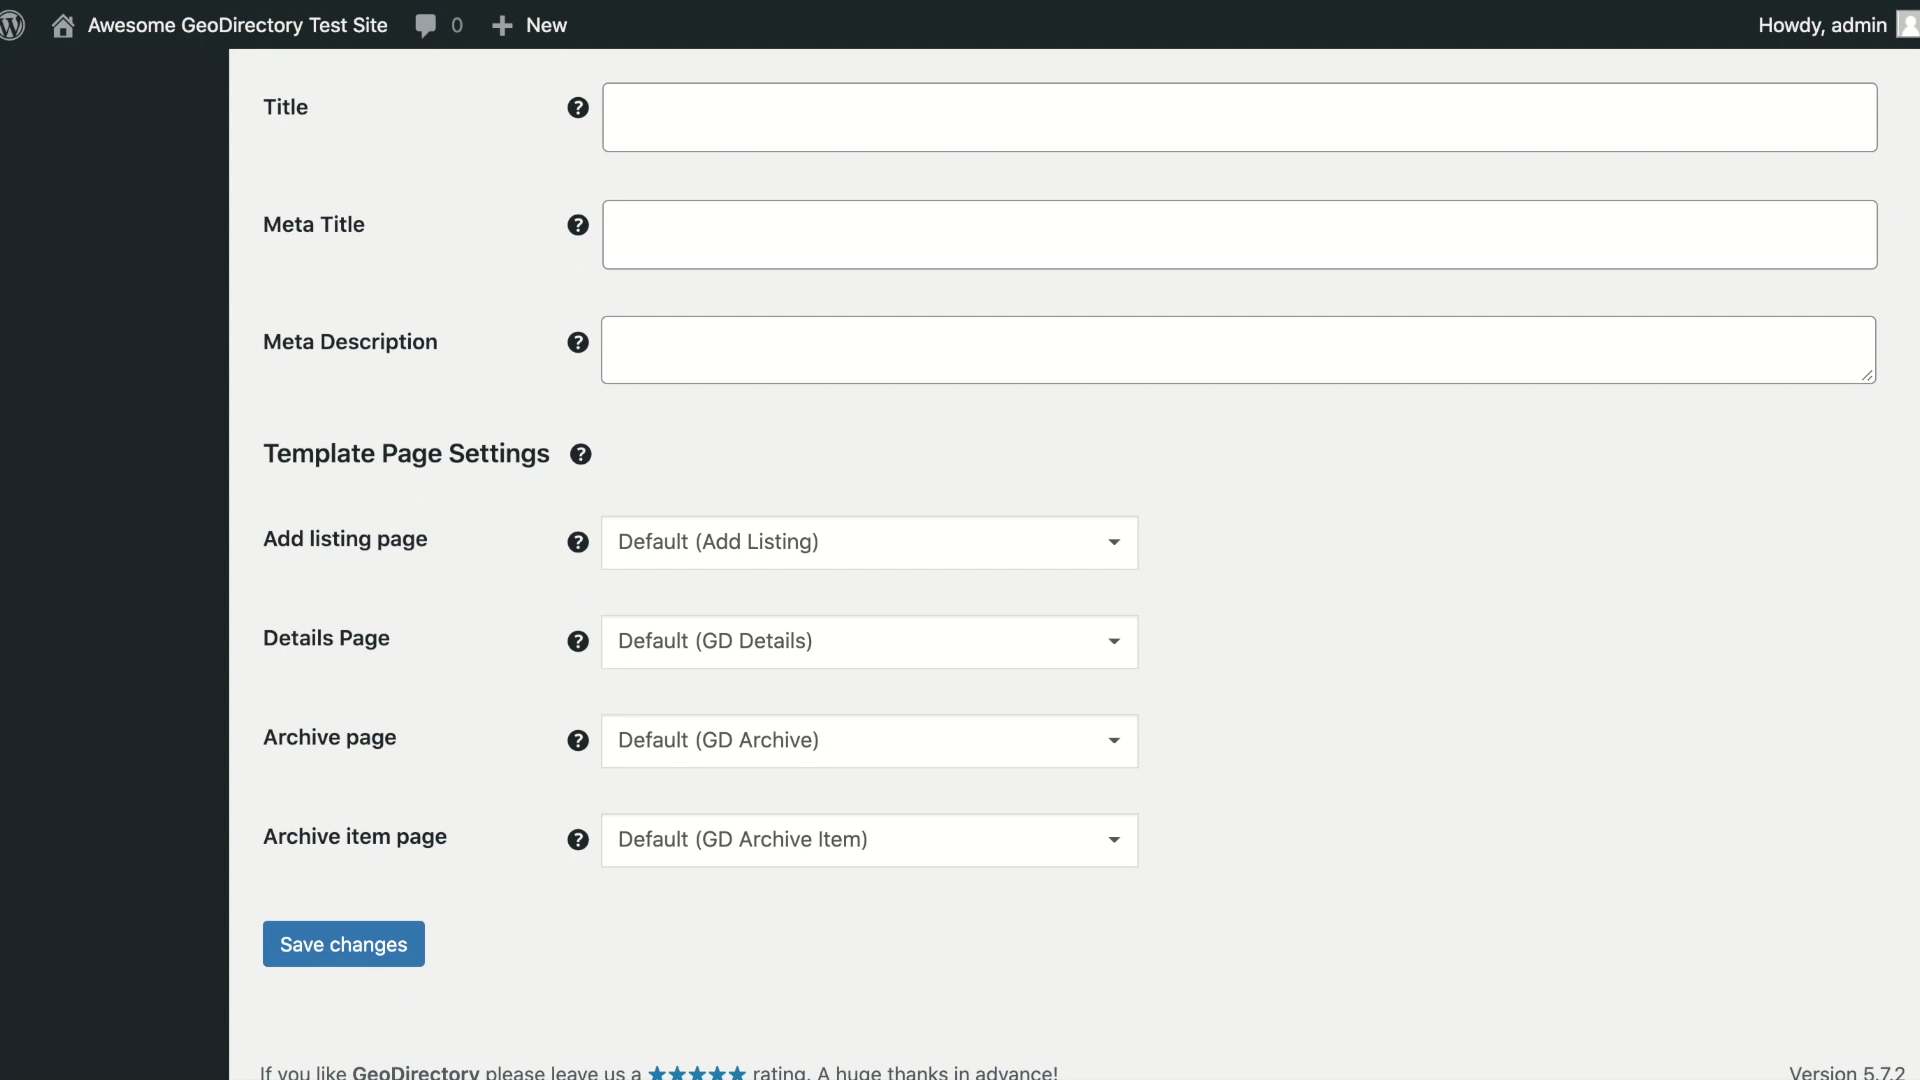 Awesome GeoDirectory Test Site 0 New Howdy, admin
Title
Meta Title
Meta Description
Template Page Settings
Add listing page Default (Add Listing)
Details Page Default (GD Details)
Archive page Default (GD Archive)
Archive item page Default (GD Archive Item)
Save changes
If you like GeoDirectory please leave us a ★★★★★ rating. A huge thanks in advance! Version 5.7.2